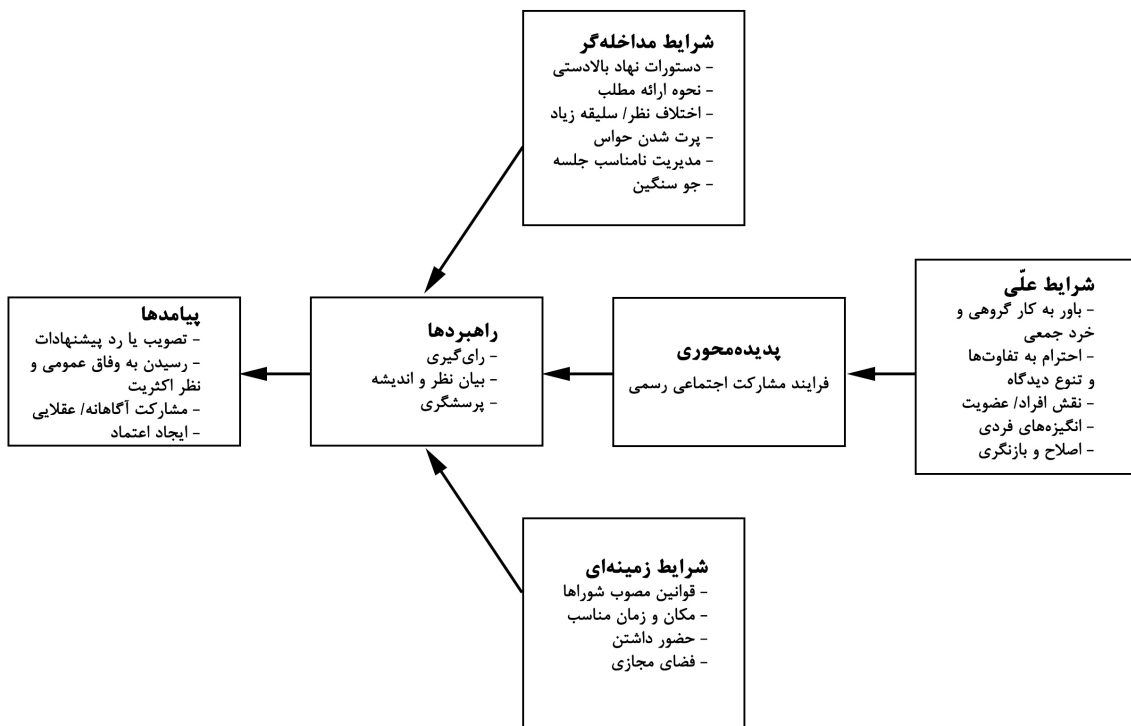 شرایط مداخله‌گر
- دستورات نهاد بالادستی
- نحوه ارائه مطلب
- اختلاف نظر/ سلیقه زیاد
- پرت شدن حواس
- مدیریت نامناسب جلسه
- جو سنگین
شرایط علّی
- باور به کار گروهی و
خرد جمعی
- احترام به تفاوت‌ها
و تنوع دیدگاه
- نقش افراد/ عضویت
- انگیزه‌های فردی
- اصلاح و بازنگری
پدیده‌محوری
فرایند مشارکت اجتماعی رسمی
راهبردها
- رای‌گیری
- بیان نظر و اندیشه
- پرسشگری
پیامدها
- تصویب یا رد پیشنهادات
- رسیدن به وفاق عمومی و
نظر اکثریت
- مشارکت آگاهانه/ عقلایی
- ایجاد اعتماد
شرایط زمینه‌ای
- قوانین مصوب شوراها
- مکان و زمان مناسب
- حضور داشتن
- فضای مجازی